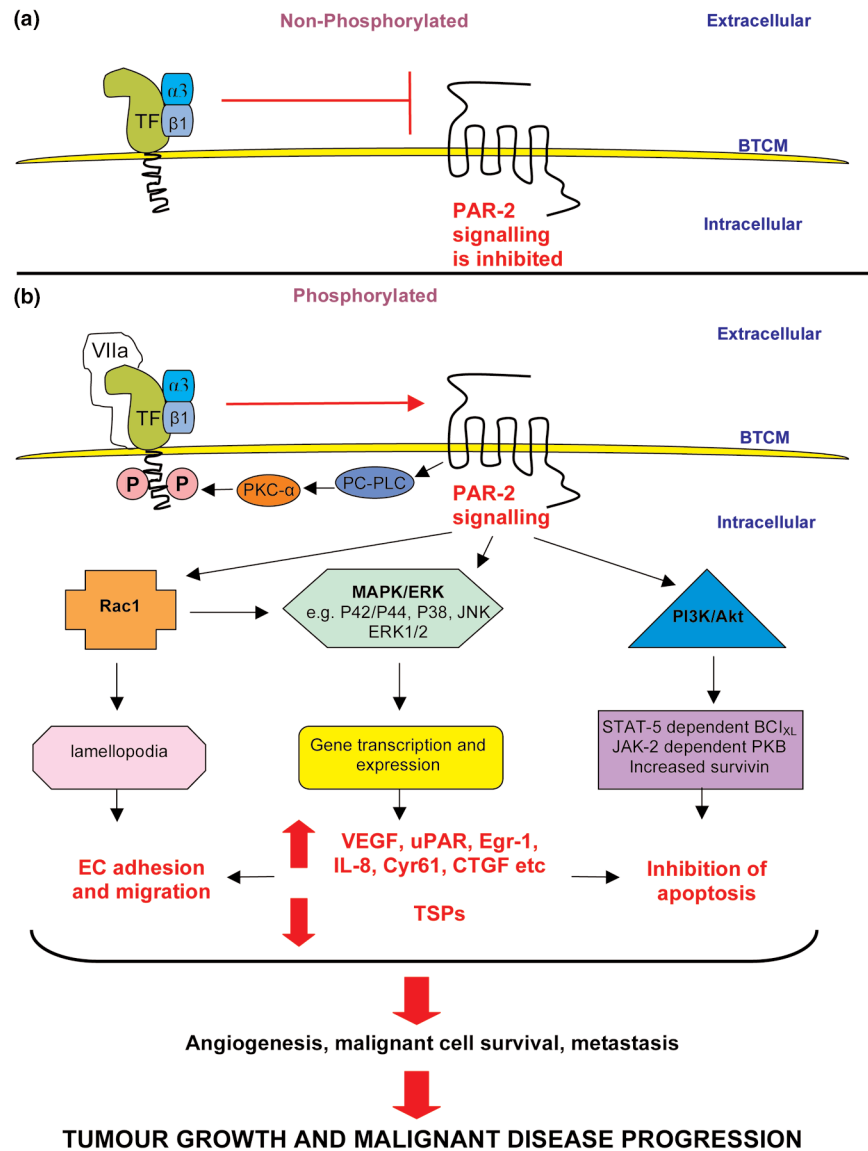 (a)
Non-Phosphorylated
Extracellular
α3
TF
β1
BTCM
PAR-2
signalling
is inhibited
Intracellular
(b)
Phosphorylated
Extracellular
VIIa
α3
TF
β1
BTCM
P
P
PKC-α
PC-PLC
PAR-2
signalling
Intracellular
Rac1
MAPK/ERK
e.g. P42/P44, P38, JNK
ERK1/2
PI3K/Akt
lamellopodia
Gene transcription and
expression
STAT-5 dependent BCIXL
JAK-2 dependent PKB
Increased survivin
EC adhesion
and migration
VEGF, uPAR, Egr-1,
IL-8, Cyr61, CTGF etc
TSPs
Inhibition of
apoptosis
Angiogenesis, malignant cell survival, metastasis
TUMOUR GROWTH AND MALIGNANT DISEASE PROGRESSION